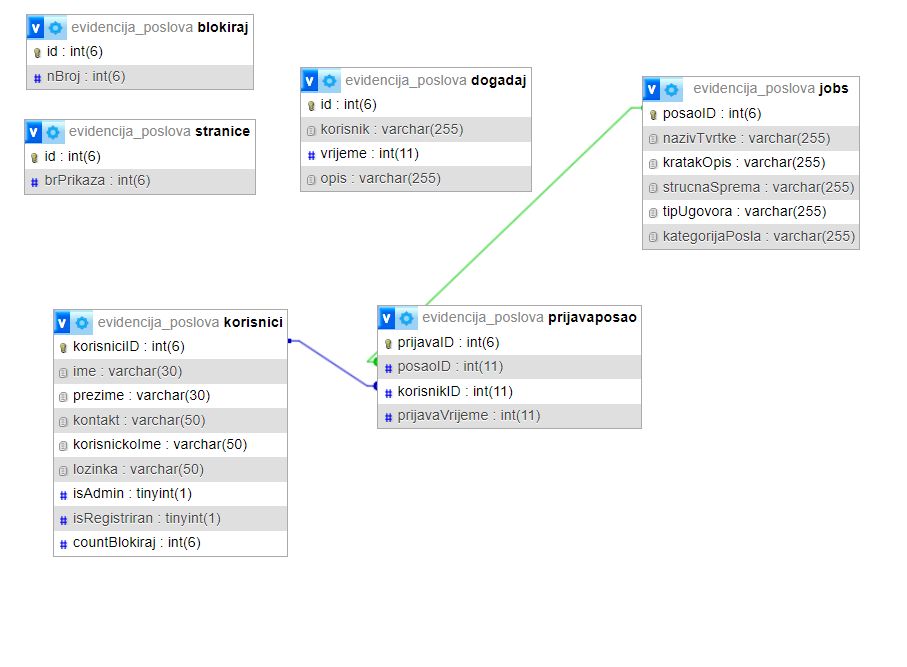 v evidencija_poslova blokiraj
id : int(6)
# nBroj : int(6)
v evidencija_poslova stranice
id : int(6)
# brPrikaza : int(6)
v evidencija_poslova dogadaj
id : int(6)
korisnik : varchar(255)
# vrijeme : int(11)
opis : varchar(255)
v evidencija_poslova jobs
posaoID : int(6)
nazivTvrtke : varchar(255)
kratakOpis : varchar(255)
strucnaSprema : varchar(255)
tipUgovora : varchar(255)
kategorijaPosla : varchar(255)
v evidencija_poslova korisnici
korisniciID : int(6)
ime : varchar(30)
prezime : varchar(30)
kontakt : varchar(50)
korisnickoIme : varchar(50)
lozinka : varchar(50)
# isAdmin : tinyint(1)
# isRegistriran : tinyint(1)
# countBlokiraj : int(6)
v evidencija_poslova prijavaposao
prijavaID : int(6)
# posaoID : int(11)
# korisnikID : int(11)
# prijavaVrijeme : int(11)